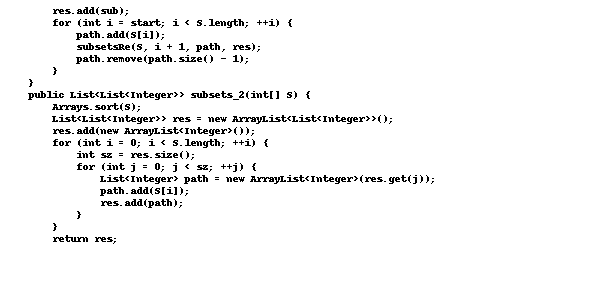 res.add(sub);
for (int i = start; i < S.length; ++i) {
path.add(S[i]);
subsetsRe(S, i + 1, path, res);
path.remove(path.size() - 1);
}
}
public List<List<Integer>> subsets_2(int[] S) {
Arrays.sort(S);
List<List<Integer>> res = new ArrayList<List<Integer>>();
res.add(new ArrayList<Integer>());
for (int i = 0; i < S.length; ++i) {
int sz = res.size();
for (int j = 0; j < sz; ++j) {
List<Integer> path = new ArrayList<Integer>(res.get(j));
path.add(S[i]);
res.add(path);
}
}
return res;